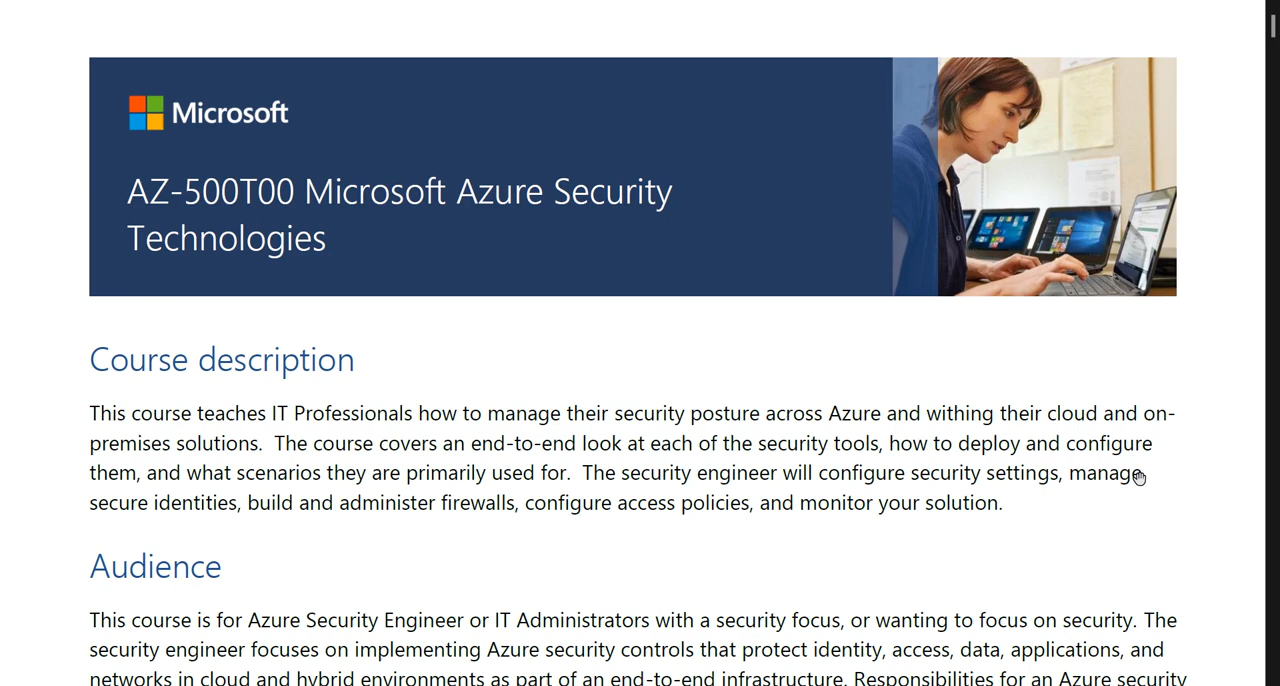 Microsoft
AZ-500T00 Microsoft Azure Security
Technologies
Course description
This course teaches IT Professionals how to manage their security posture across Azure and withing their cloud and on-
premises solutions.  The course covers an end-to-end look at each of the security tools, how to deploy and configure
them, and what scenarios they are primarily used for.  The security engineer will configure security settings, manage
secure identities, build and administer firewalls, configure access policies, and monitor your solution.
Audience
This course is for Azure Security Engineer or IT Administrators with a security focus, or wanting to focus on security. The
security engineer focuses on implementing Azure security controls that protect identity, access, data, applications, and
networks in cloud and hybrid environments as part of an end-to-end infrastructure. Responsibilities for an Azure security